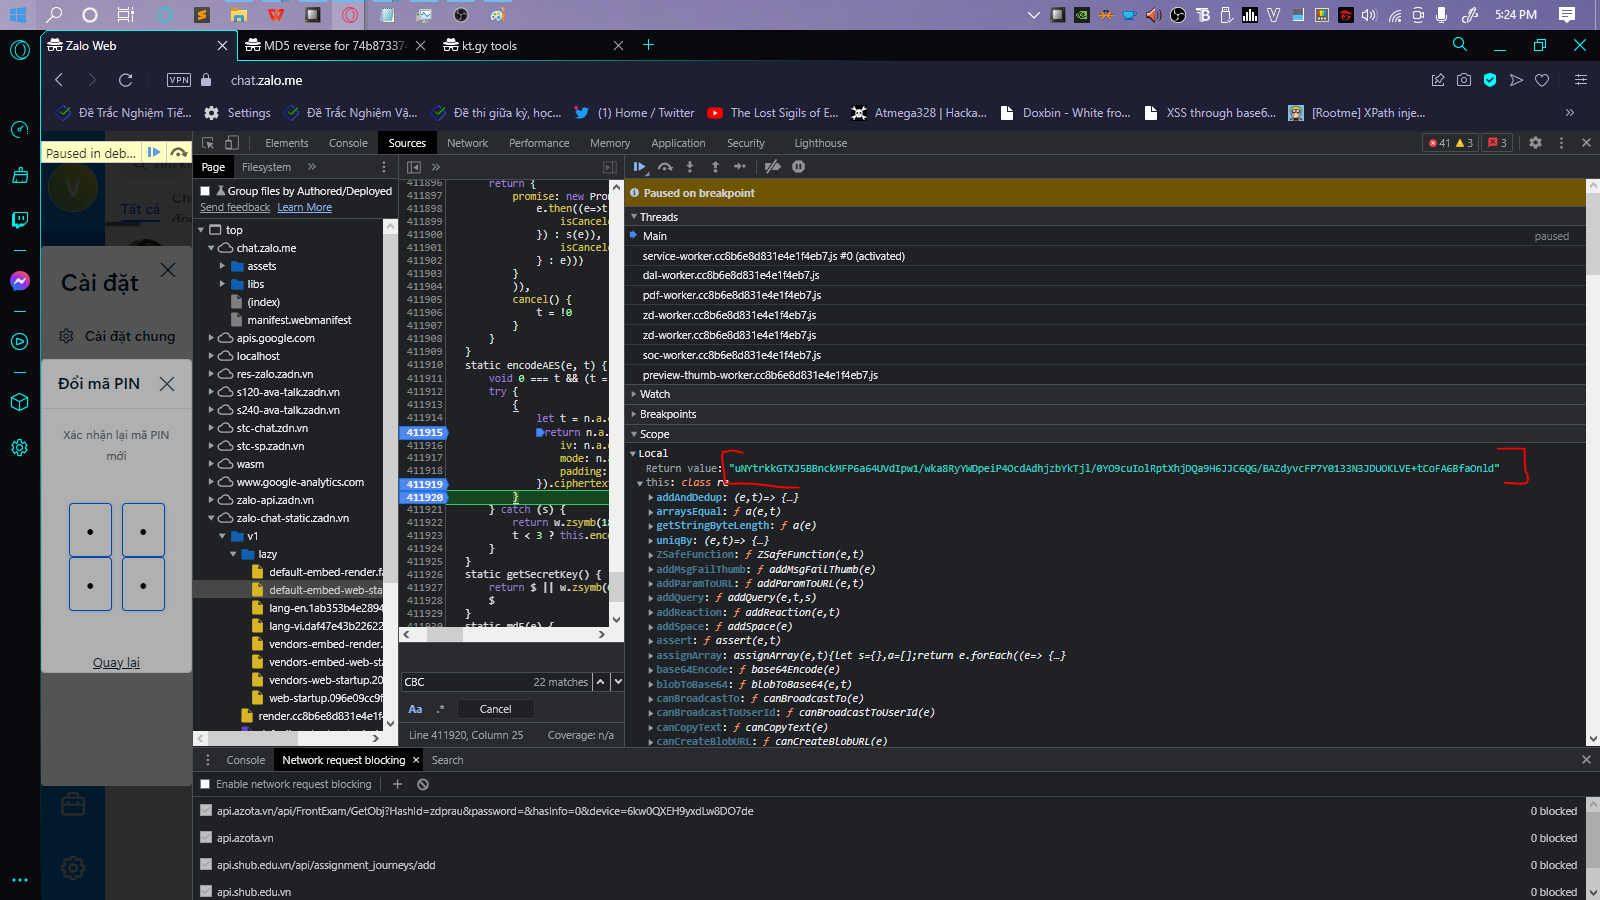 5:24 PM
Zalo Web
MD5 reverse for 74b87337
kt.gy tools
VPN
chat.zalo.me
Đề Trắc Nghiệm Tiế...
Settings
Đề Trắc Nghiệm Vậ...
Đề thi giữa kỳ, học...
(1) Home / Twitter
The Lost Sigils of E...
Atmega328 | Hacka...
Doxbin - White fro...
XSS through base6...
[Rootme] XPath inje...
»
Paused in deb...
V
Tất cả
Cài đặt
Cài đặt chung
Đổi mã PIN
Xác nhận lại mã PIN
mới
Quay lại
Elements
Console
Sources
Network
Performance
Memory
Application
Security
Lighthouse
41
3
3
Page
Filesystem
»
Group files by Authored/Deployed
Send feedback Learn More
top
chat.zalo.me
assets
libs
(index)
manifest.webmanifest
apis.google.com
localhost
res-zalo.zadn.vn
s120-ava-talk.zadn.vn
s240-ava-talk.zadn.vn
stc-chat.zdn.vn
stc-sp.zadn.vn
wasm
www.google-analytics.com
zalo-api.zadn.vn
zalo-chat-static.zadn.vn
v1
lazy
default-embed-render.f
default-embed-web-sta
lang-en.1ab353b4e2894
lang-vi.daf47e43b22622
vendors-embed-render.
vendors-embed-web-st
vendors-web-startup.20
web-startup.096e09cc9f
render.cc8b6e8d831e4e1f
411896 return {
411897 promise: new Pro
411898 e.then((e=>t
411899 isCancel
411900 }) : s(e)),
411901 isCancel
411902 } : e)))
411903 }
411904 )),
411905 cancel() {
411906 t = !0
411907 }
411908 }
411909 }
411910 static encodeAES(e, t) {
411911 void 0 === t && (t =
411912 try {
411913 {
411914 let t = n.a.
411915 return n.a.
411916 iv: n.a.
411917 mode: n.a
411918 padding:
411919 }).ciphertext
411920 }
411921 } catch (s) {
411922 return w.zsymb(18
411923 t < 3 ? this.enc
411924 }
411925 }
411926 static getSecretKey() {
411927 return $ || w.zsymb(
411928 $
411929 }
411930 static md5(e) {
CBC
22 matches
Aa
.*
Cancel
Line 411920, Column 25
Coverage: n/a
Paused on breakpoint
Threads
Main
paused
service-worker.cc8b6e8d831e4e1f4eb7.js #0 (activated)
dal-worker.cc8b6e8d831e4e1f4eb7.js
pdf-worker.cc8b6e8d831e4e1f4eb7.js
zd-worker.cc8b6e8d831e4e1f4eb7.js
zd-worker.cc8b6e8d831e4e1f4eb7.js
soc-worker.cc8b6e8d831e4e1f4eb7.js
preview-thumb-worker.cc8b6e8d831e4e1f4eb7.js
Watch
Breakpoints
Scope
Local
Return value: "uNYtrkkGTXJ5BBnckMFP6a64UVdIpw1/wka8RyYWDpeiP4OcdAdhjzbYkTjl/0YO9cuIolRptXhjDQa9H6JJC6QG/BAZdyvcFP7Y0133N3JDUOKLVE+tCoFA6BfaOnld"
this: class re
addAndDedup: (e,t)=> {…}
arraysEqual: ƒ a(e,t)
getStringByteLength: ƒ a(e)
uniqBy: (e,t)=> {…}
ZSafeFunction: ƒ ZSafeFunction(e,t)
addMsgFailThumb: ƒ addMsgFailThumb(e)
addParamToURL: ƒ addParamToURL(e,t)
addQuery: ƒ addQuery(e,t,s)
addReaction: ƒ addReaction(e,t)
addSpace: ƒ addSpace(e)
assert: ƒ assert(e,t)
assignArray: assignArray(e,t){let s={},a=[];return e.forEach((e=> {…}
base64Encode: ƒ base64Encode(e)
blobToBase64: ƒ blobToBase64(e,t)
canBroadcastTo: ƒ canBroadcastTo(e)
canBroadcastToUserId: ƒ canBroadcastToUserId(e)
canCopyText: ƒ canCopyText(e)
canCreateBlobURL: ƒ canCreateBlobURL(e)
Console
Network request blocking
Search
Enable network request blocking
api.azota.vn/api/FrontExam/GetObj?HashId=zdprau&password=&hasInfo=0&device=6kw0QXEH9yxdLw8DO7de
0 blocked
api.azota.vn
0 blocked
api.shub.edu.vn/api/assignment_journeys/add
0 blocked
api.shub.edu.vn
0 blocked